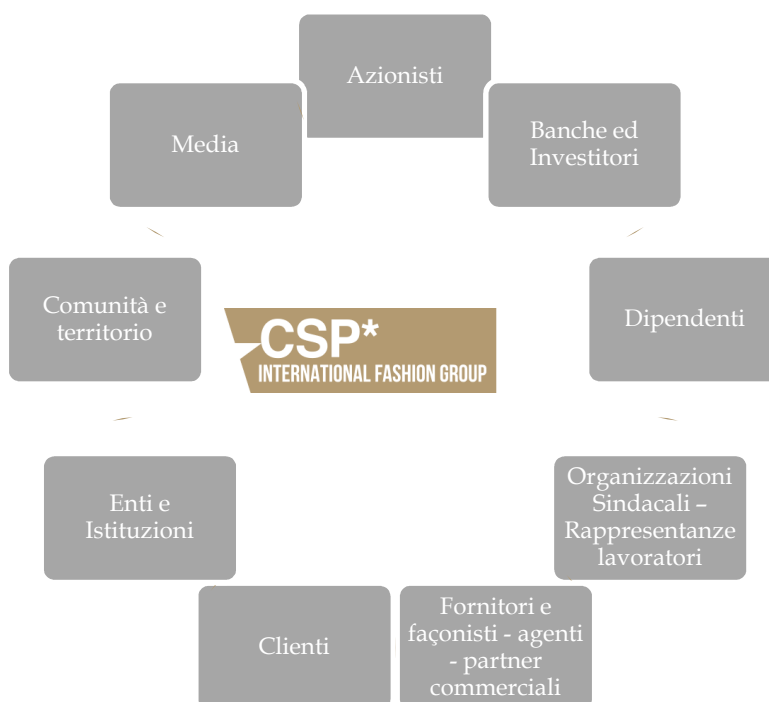 Azionisti
Banche ed
Investitori
Dipendenti
Organizzazioni
Sindacali –
Rappresentanze
lavoratori
Fornitori e
façonisti - agenti
- partner
commerciali
Clienti
Enti e
Istituzioni
Comunità e
territorio
Media
CSP*
INTERNATIONAL FASHION GROUP